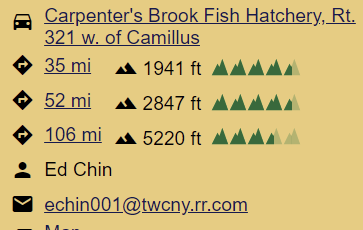 Carpenter's Brook Fish Hatchery, Rt.
321 w. of Camillus
35 mi 1941 ft
52 mi 2847 ft
106 mi 5220 ft
Ed Chin
echin001@twcny.rr.com